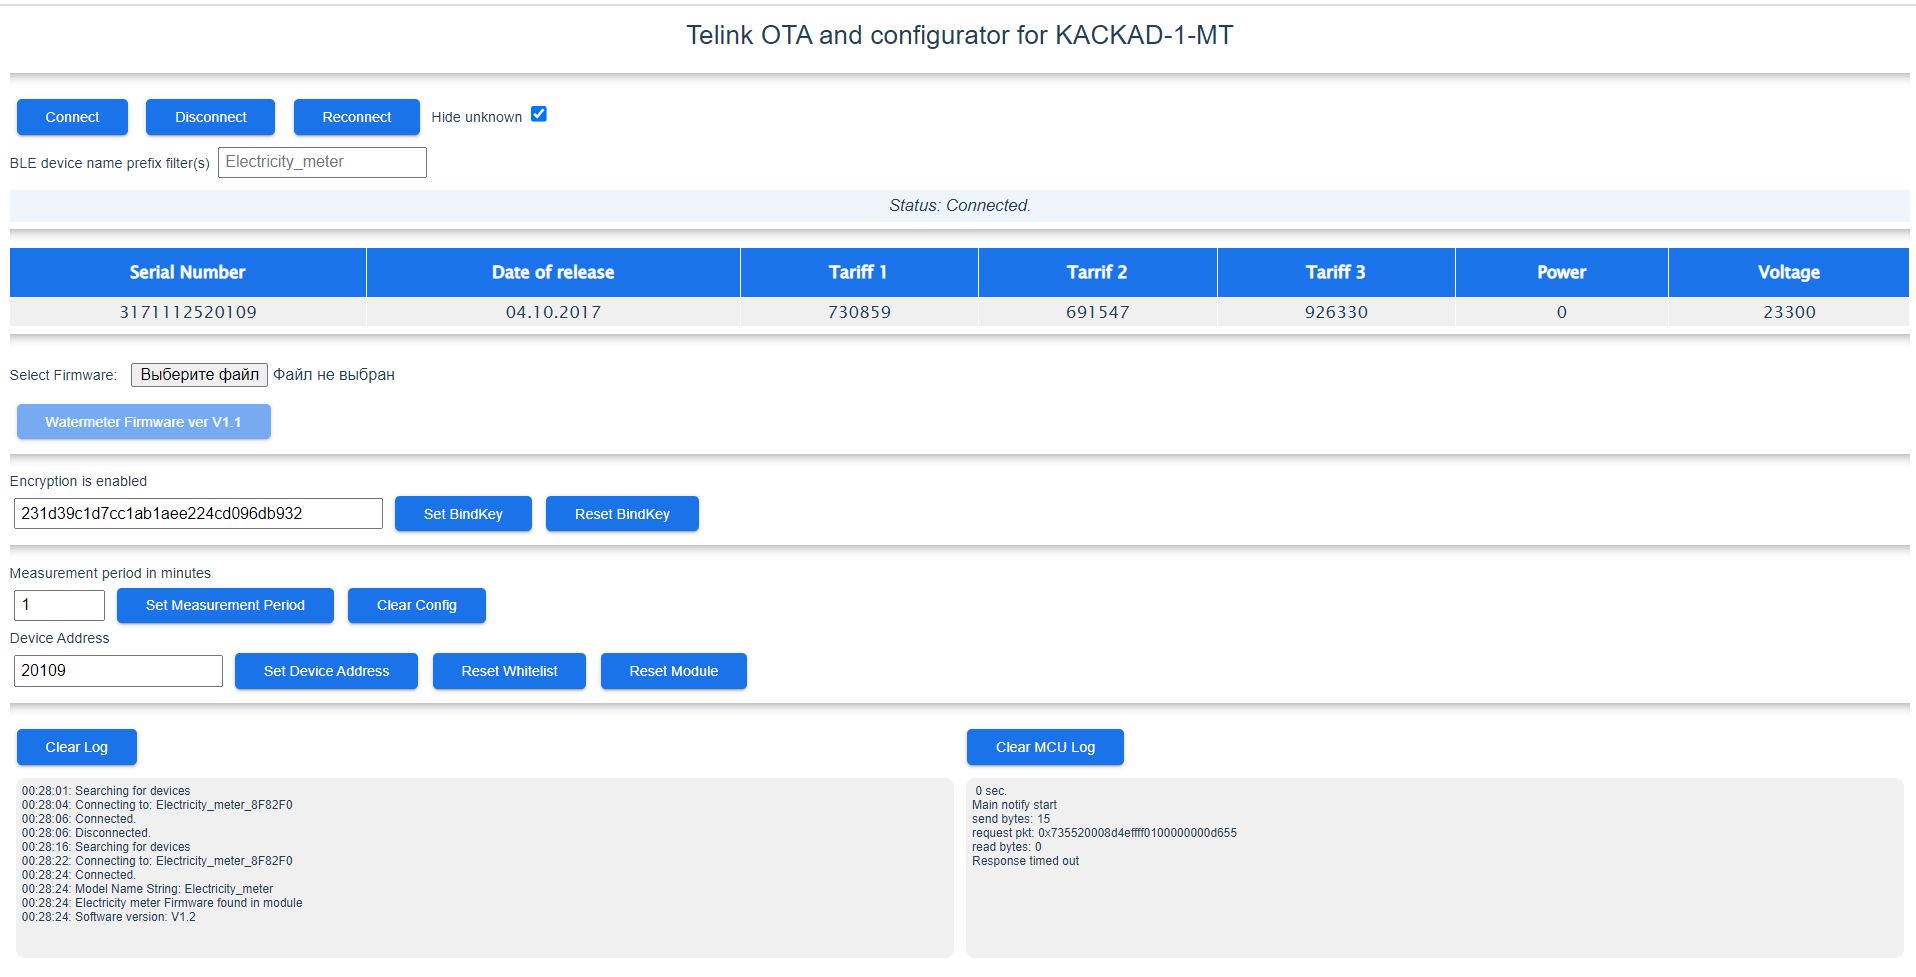 Telink OTA and configurator for KACKAD-1-MT
Connect Disconnect Reconnect Hide unknown
BLE device name prefix filter(s) Electricity_meter
Status: Connected.
Serial Number Date of release Tariff 1 Tarrif 2 Tariff 3 Power Voltage
3171112520109 04.10.2017 730859 691547 926330 0 23300
Select Firmware: Выберите файл Файл не выбран
Watermeter Firmware ver V1.1
Encryption is enabled
231d39c1d7cc1ab1aee224cd096db932 Set BindKey Reset BindKey
Measurement period in minutes
1 Set Measurement Period Clear Config
Device Address
20109 Set Device Address Reset Whitelist Reset Module
Clear Log
00:28:01: Searching for devices
00:28:04: Connecting to: Electricity_meter_8F82F0
00:28:06: Connected.
00:28:06: Disconnected.
00:28:16: Searching for devices
00:28:22: Connecting to: Electricity_meter_8F82F0
00:28:24: Connected.
00:28:24: Model Name String: Electricity_meter
00:28:24: Electricity meter Firmware found in module
00:28:24: Software version: V1.2
Clear MCU Log
0 sec.
Main notify start
send bytes: 15
request pkt: 0x735520008d4effff0100000000d655
read bytes: 0
Response timed out